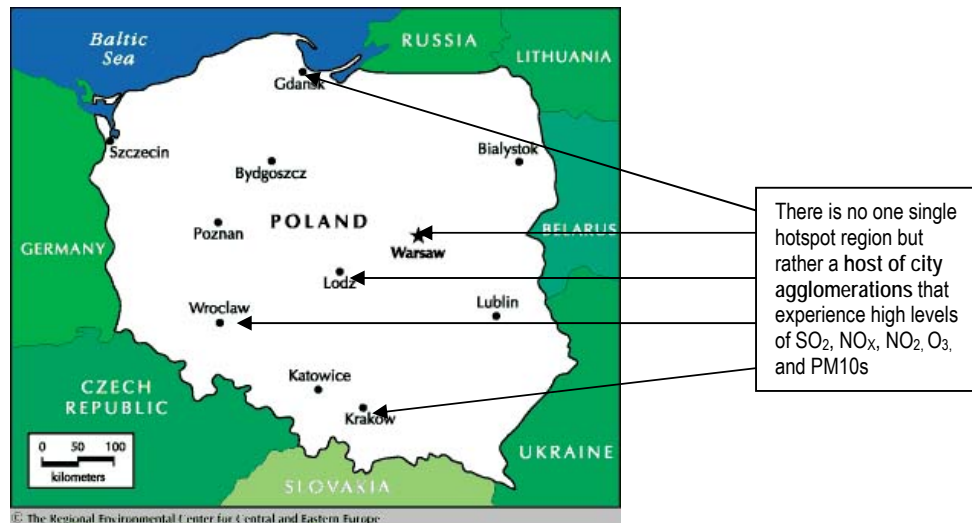 Baltic
Sea
RUSSIA
LITHUANIA
Gdansk
Szczecin
Bialystok
Bydgoszcz
POLAND
Poznan
GERMANY
BELARUS
Warsaw
Lodz
Wroclaw
Lublin
Katowice
CZECH
REPUBLIC
Krakow
UKRAINE
0 50 100
kilometers
SLOVAKIA
© The Regional Environmental Center for Central and Eastern Europe
There is no one single
hotspot region but
rather a host of city
agglomerations that
experience high levels
of SO₂, NOₓ, NO₂, O₃,
and PM10s